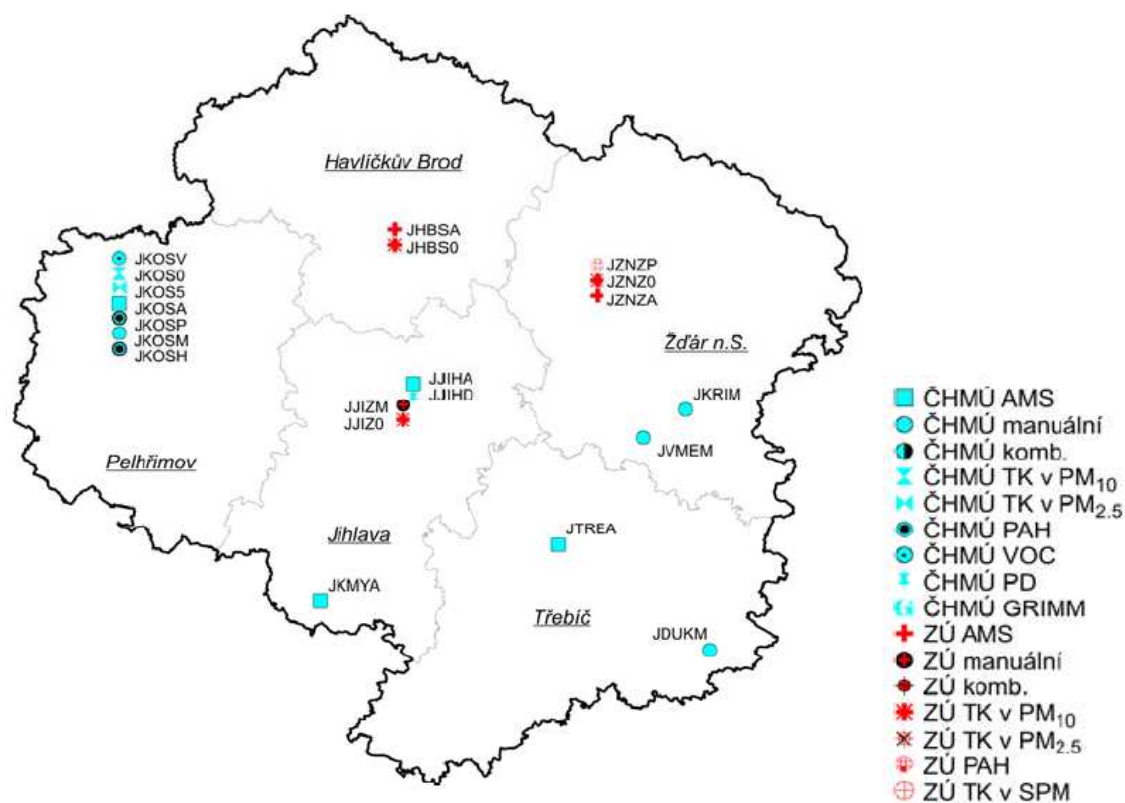 Havlíčkův Brod
JHBSA
JHBS0
JKOSV
JKOS0
JKOS5
JKOSA
JKOSP
JKOSM
JKOSH
JZNZP
JZNZ0
JZNZA
Žďár n.S.
JJIHA
JJIHD
JJIZM
JJIZ0
JKRIM
JVMEM
Pelhřimov
Jihlava
JTREA
JKMYA
Třebíč
JDUKM
ČHMÚ AMS
ČHMÚ manuální
ČHMÚ komb.
ČHMÚ TK v PM10
ČHMÚ TK v PM2.5
ČHMÚ PAH
ČHMÚ VOC
ČHMÚ PD
ČHMÚ GRIMM
ZÚ AMS
ZÚ manuální
ZÚ komb.
ZÚ TK v PM10
ZÚ TK v PM2.5
ZÚ PAH
ZÚ TK v SPM